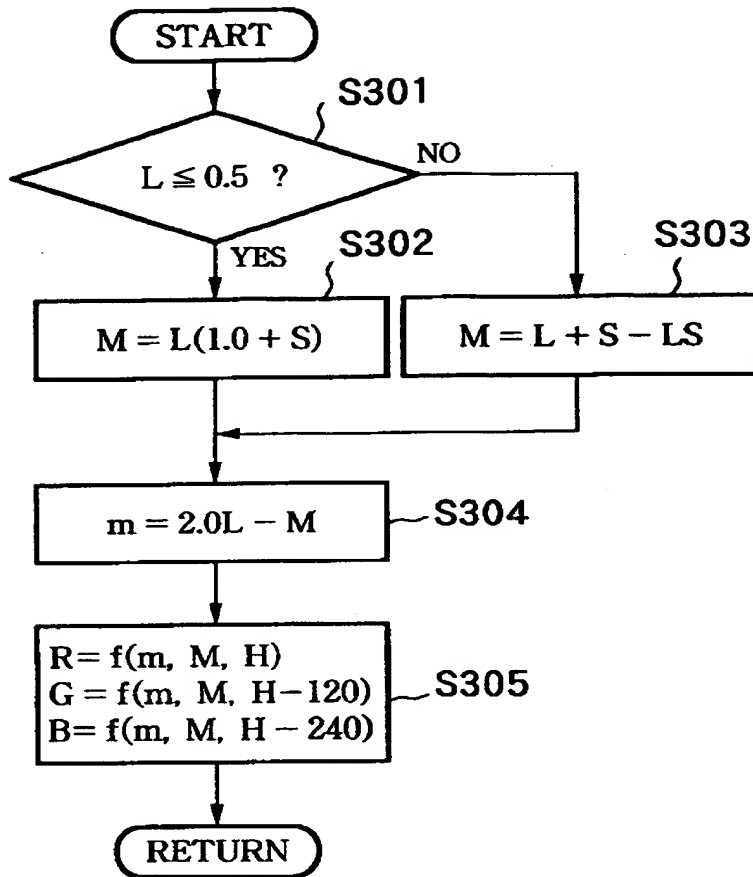 START
S301
L ≦ 0.5 ?
NO
YES
S302
S303
M = L(1.0 + S)
M = L + S − LS
m = 2.0L − M
S304
R= f(m, M, H)
G = f(m, M, H−120)
B= f(m, M, H − 240)
S305
RETURN